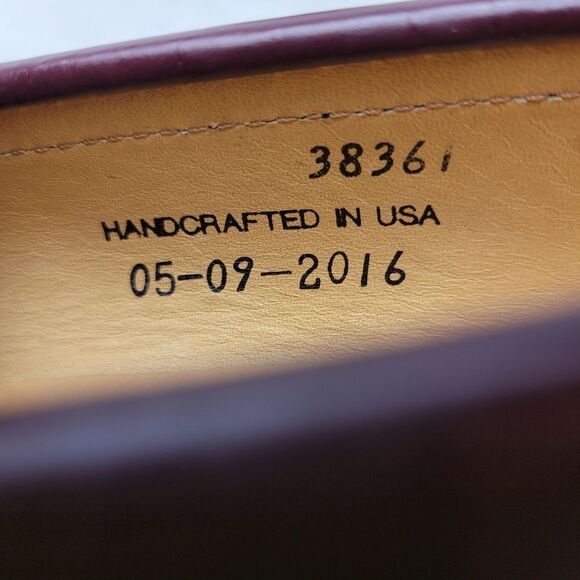 38361
HANDCRAFTED IN USA
05-09-2016